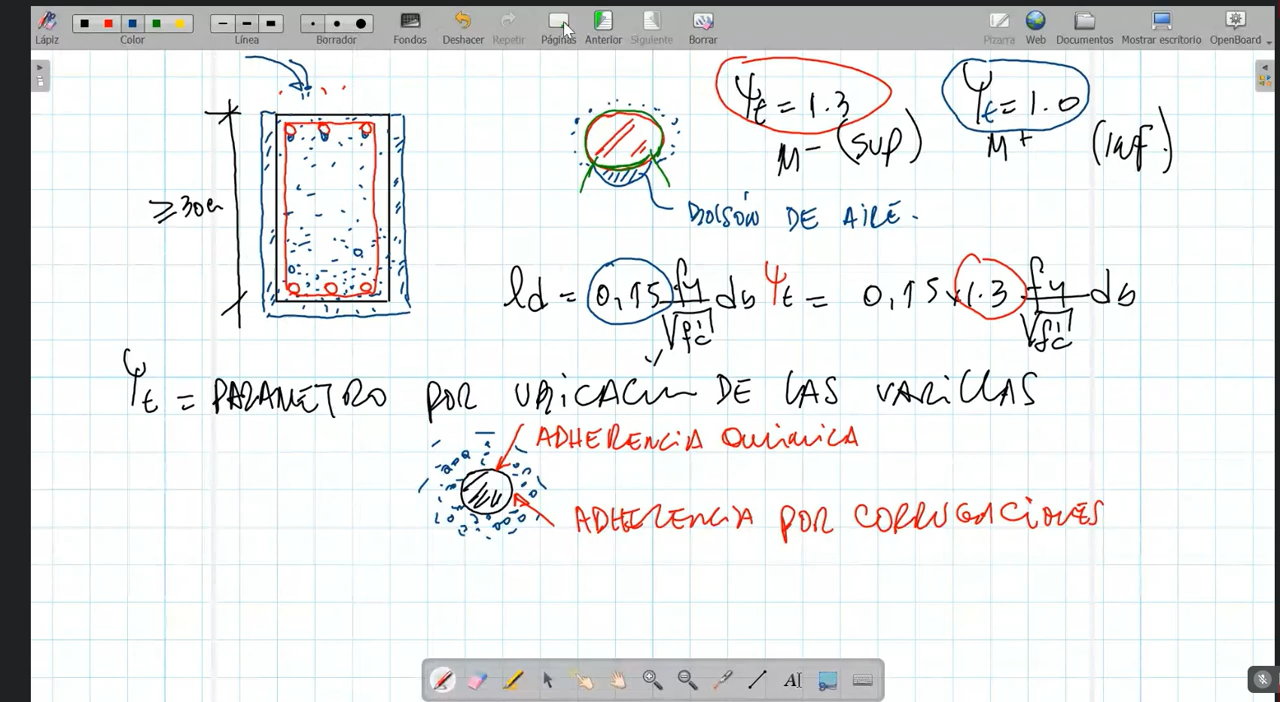 Lápiz Color Línea Borrador Fondos Deshacer Repetir Páginas Anterior Siguiente Borrar Pizarra Web Documentos Mostrar escritorio OpenBoard
ψt = 1.3 ψt = 1.0
M- (sup) M+ (inf.)
≥30cm
BOLSÓN DE AIRE.
ld = 0,15 fy/√f'c db ψt = 0,15 x 1.3 fy/√f'c db
ψt = PARAMETRO POR UBICACIÓN DE LAS VARILLAS
ADHERENCIA QUIMICA
ADHERENCIA POR CORRUGACIONES
AI